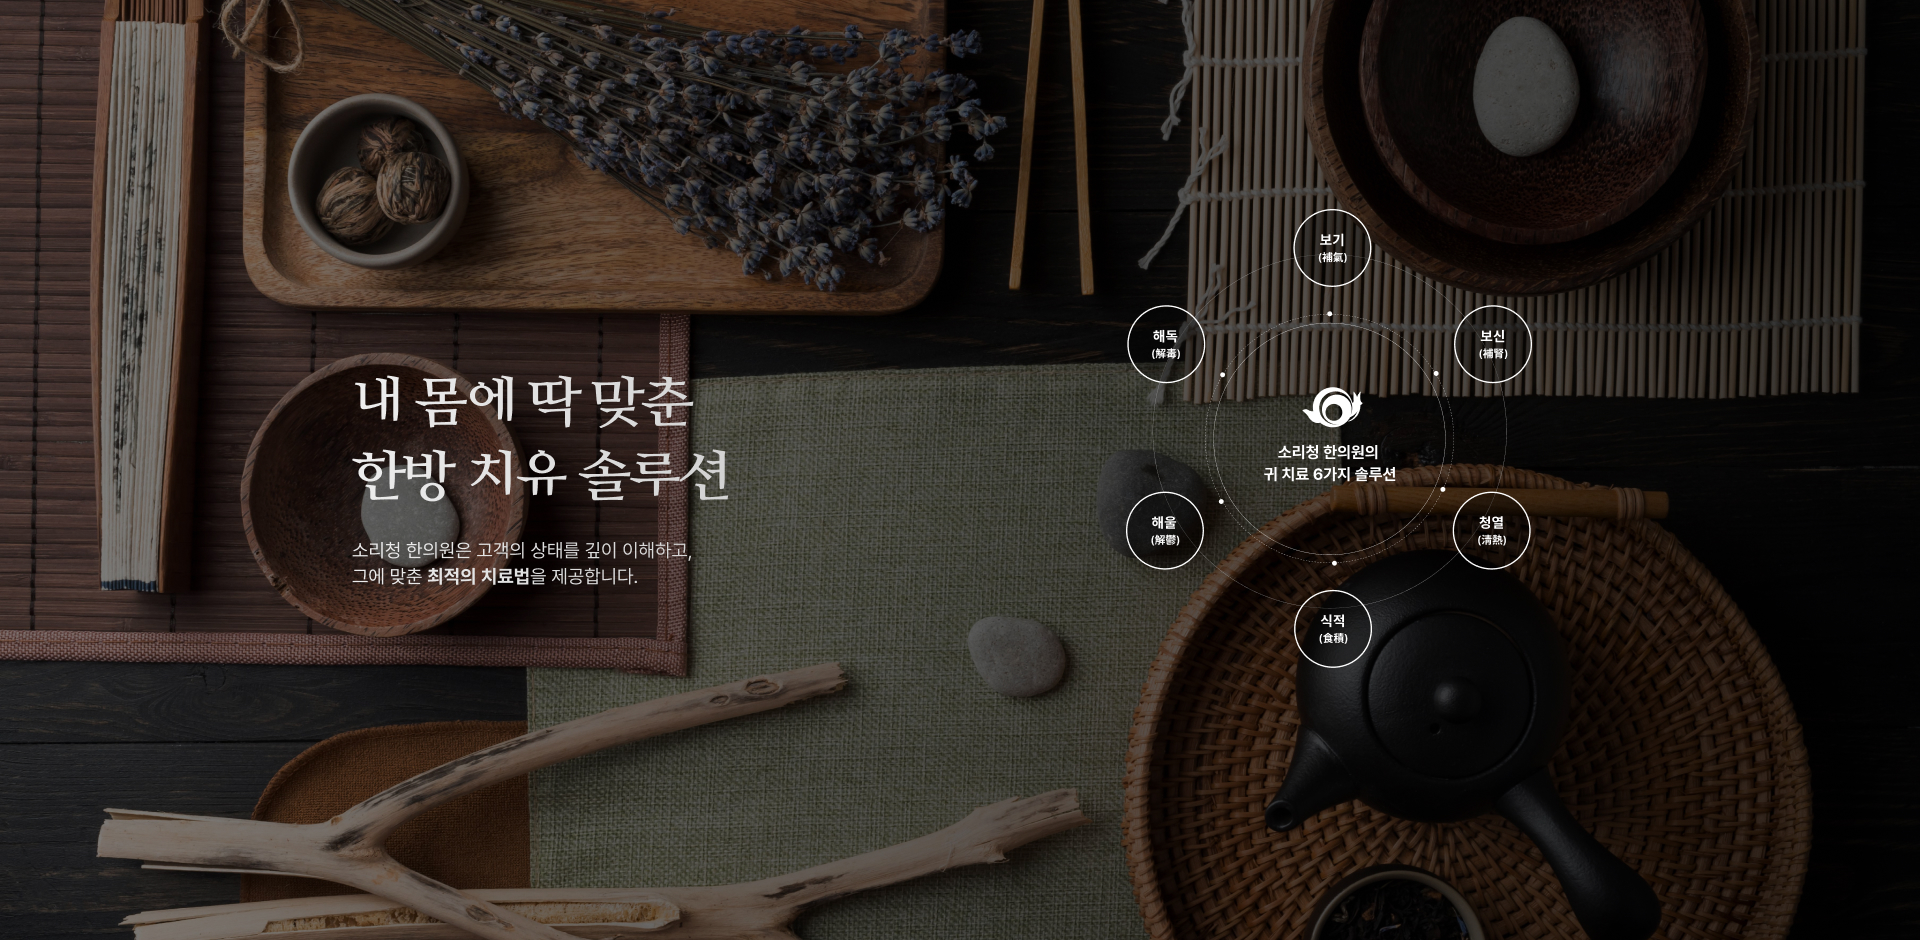 내 몸에 딱 맞춘
한방 치유 솔루션
소리청 한의원은 고객의 상태를 깊이 이해하고,
그에 맞춘 최적의 치료법을 제공합니다.
보기
(補氣)
해독
(解毒)
보신
(補腎)
소리청 한의원의
귀 치료 6가지 솔루션
해울
(解鬱)
청열
(清熱)
식적
(食積)